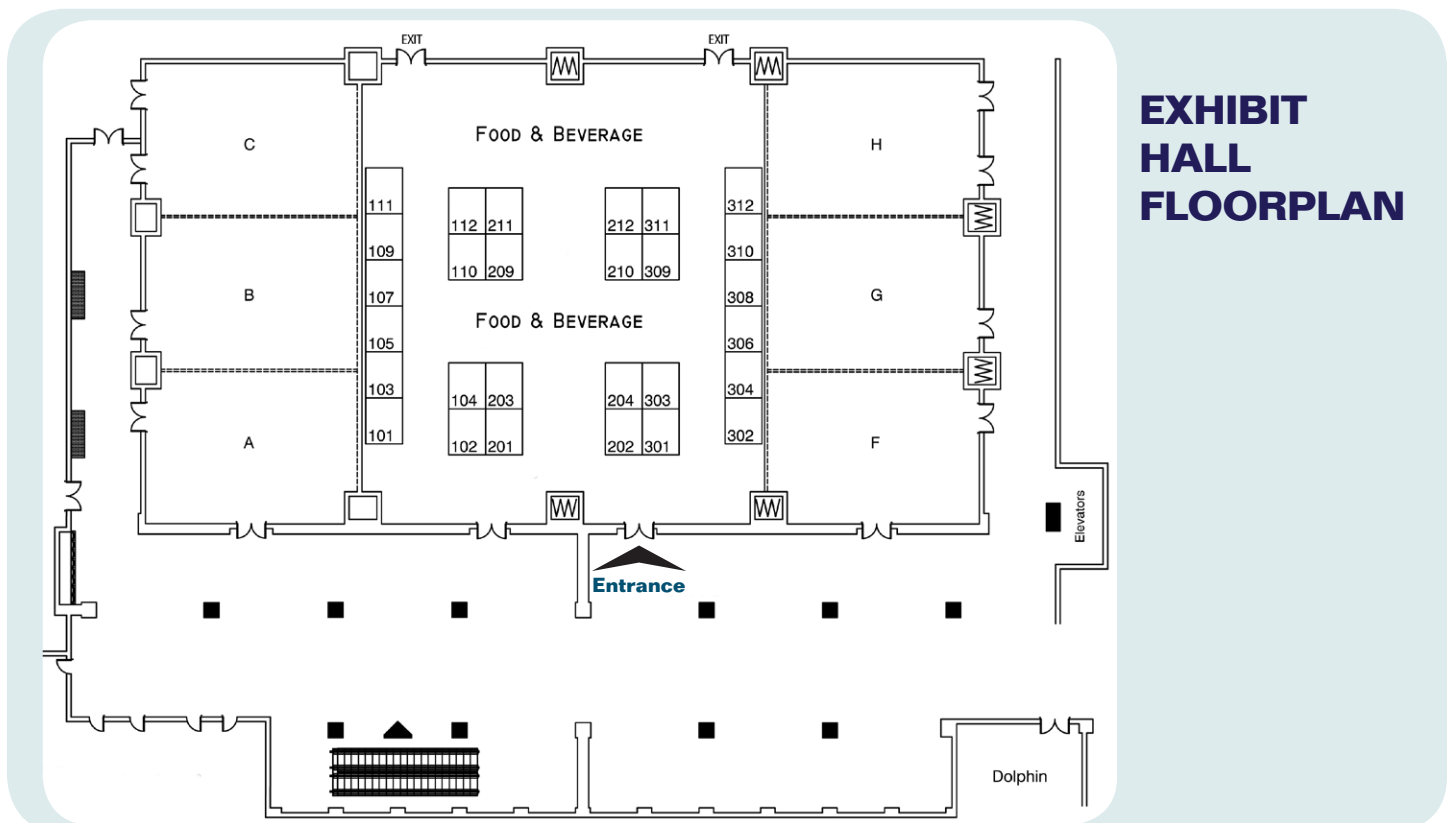 EXHIBIT
HALL
FLOORPLAN
EXIT
EXIT
FOOD & BEVERAGE
C
H
111
312
112 211
212 311
109
310
110 209
210 309
B
G
107
308
FOOD & BEVERAGE
105
306
103
304
104 203
204 303
101
302
A
F
102 201
202 301
Elevators
Entrance
Dolphin